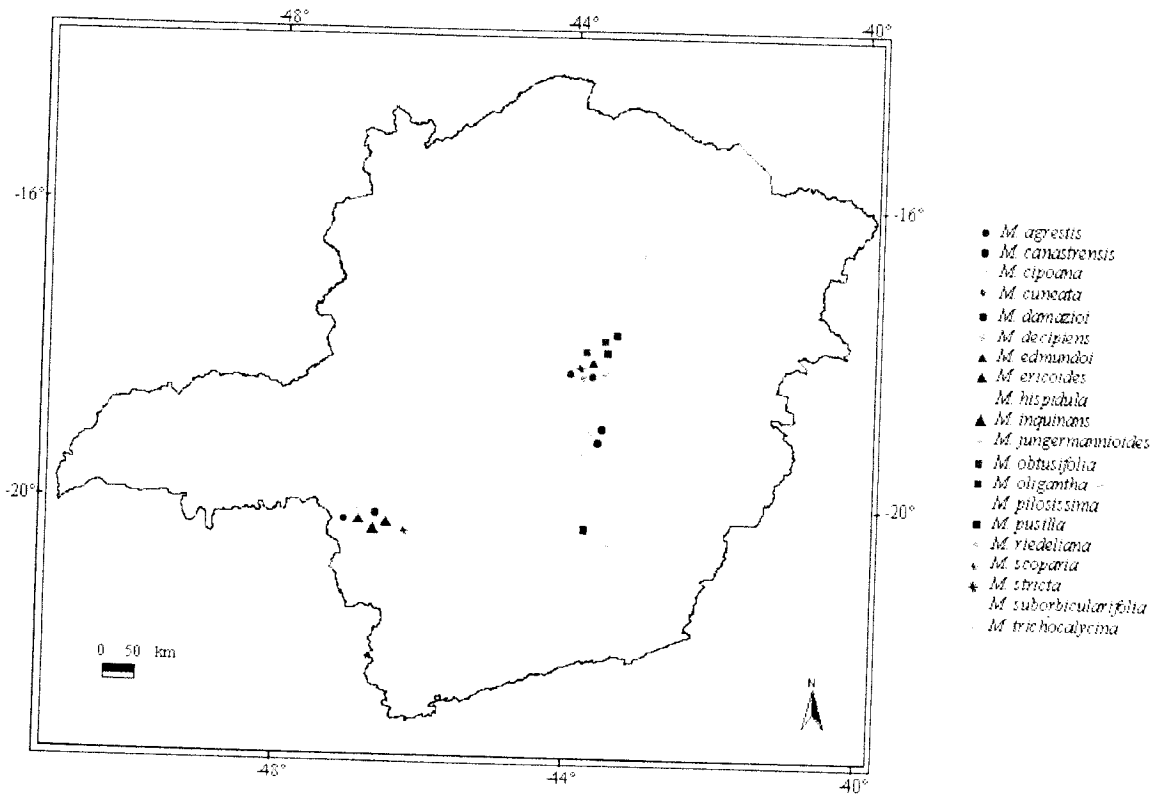 -48° -44° -40°
-16° -16°
M. agrestis
M. canastrensis
M. cipoana
M. cuneata
M. damazioi
M. decipiens
M. edmundoi
M. ericoides
M. hispidula
M. inquinans
M. jungermannioides
M. obtusifolia
M. oligantha
M. pilosissima
M. pusilla
M. riedeliana
M. scoparia
M. stricta
M. suborbicularifolia
M. trichocalycina
-20° -20°
0 50 km
N
-48° -44° -40°